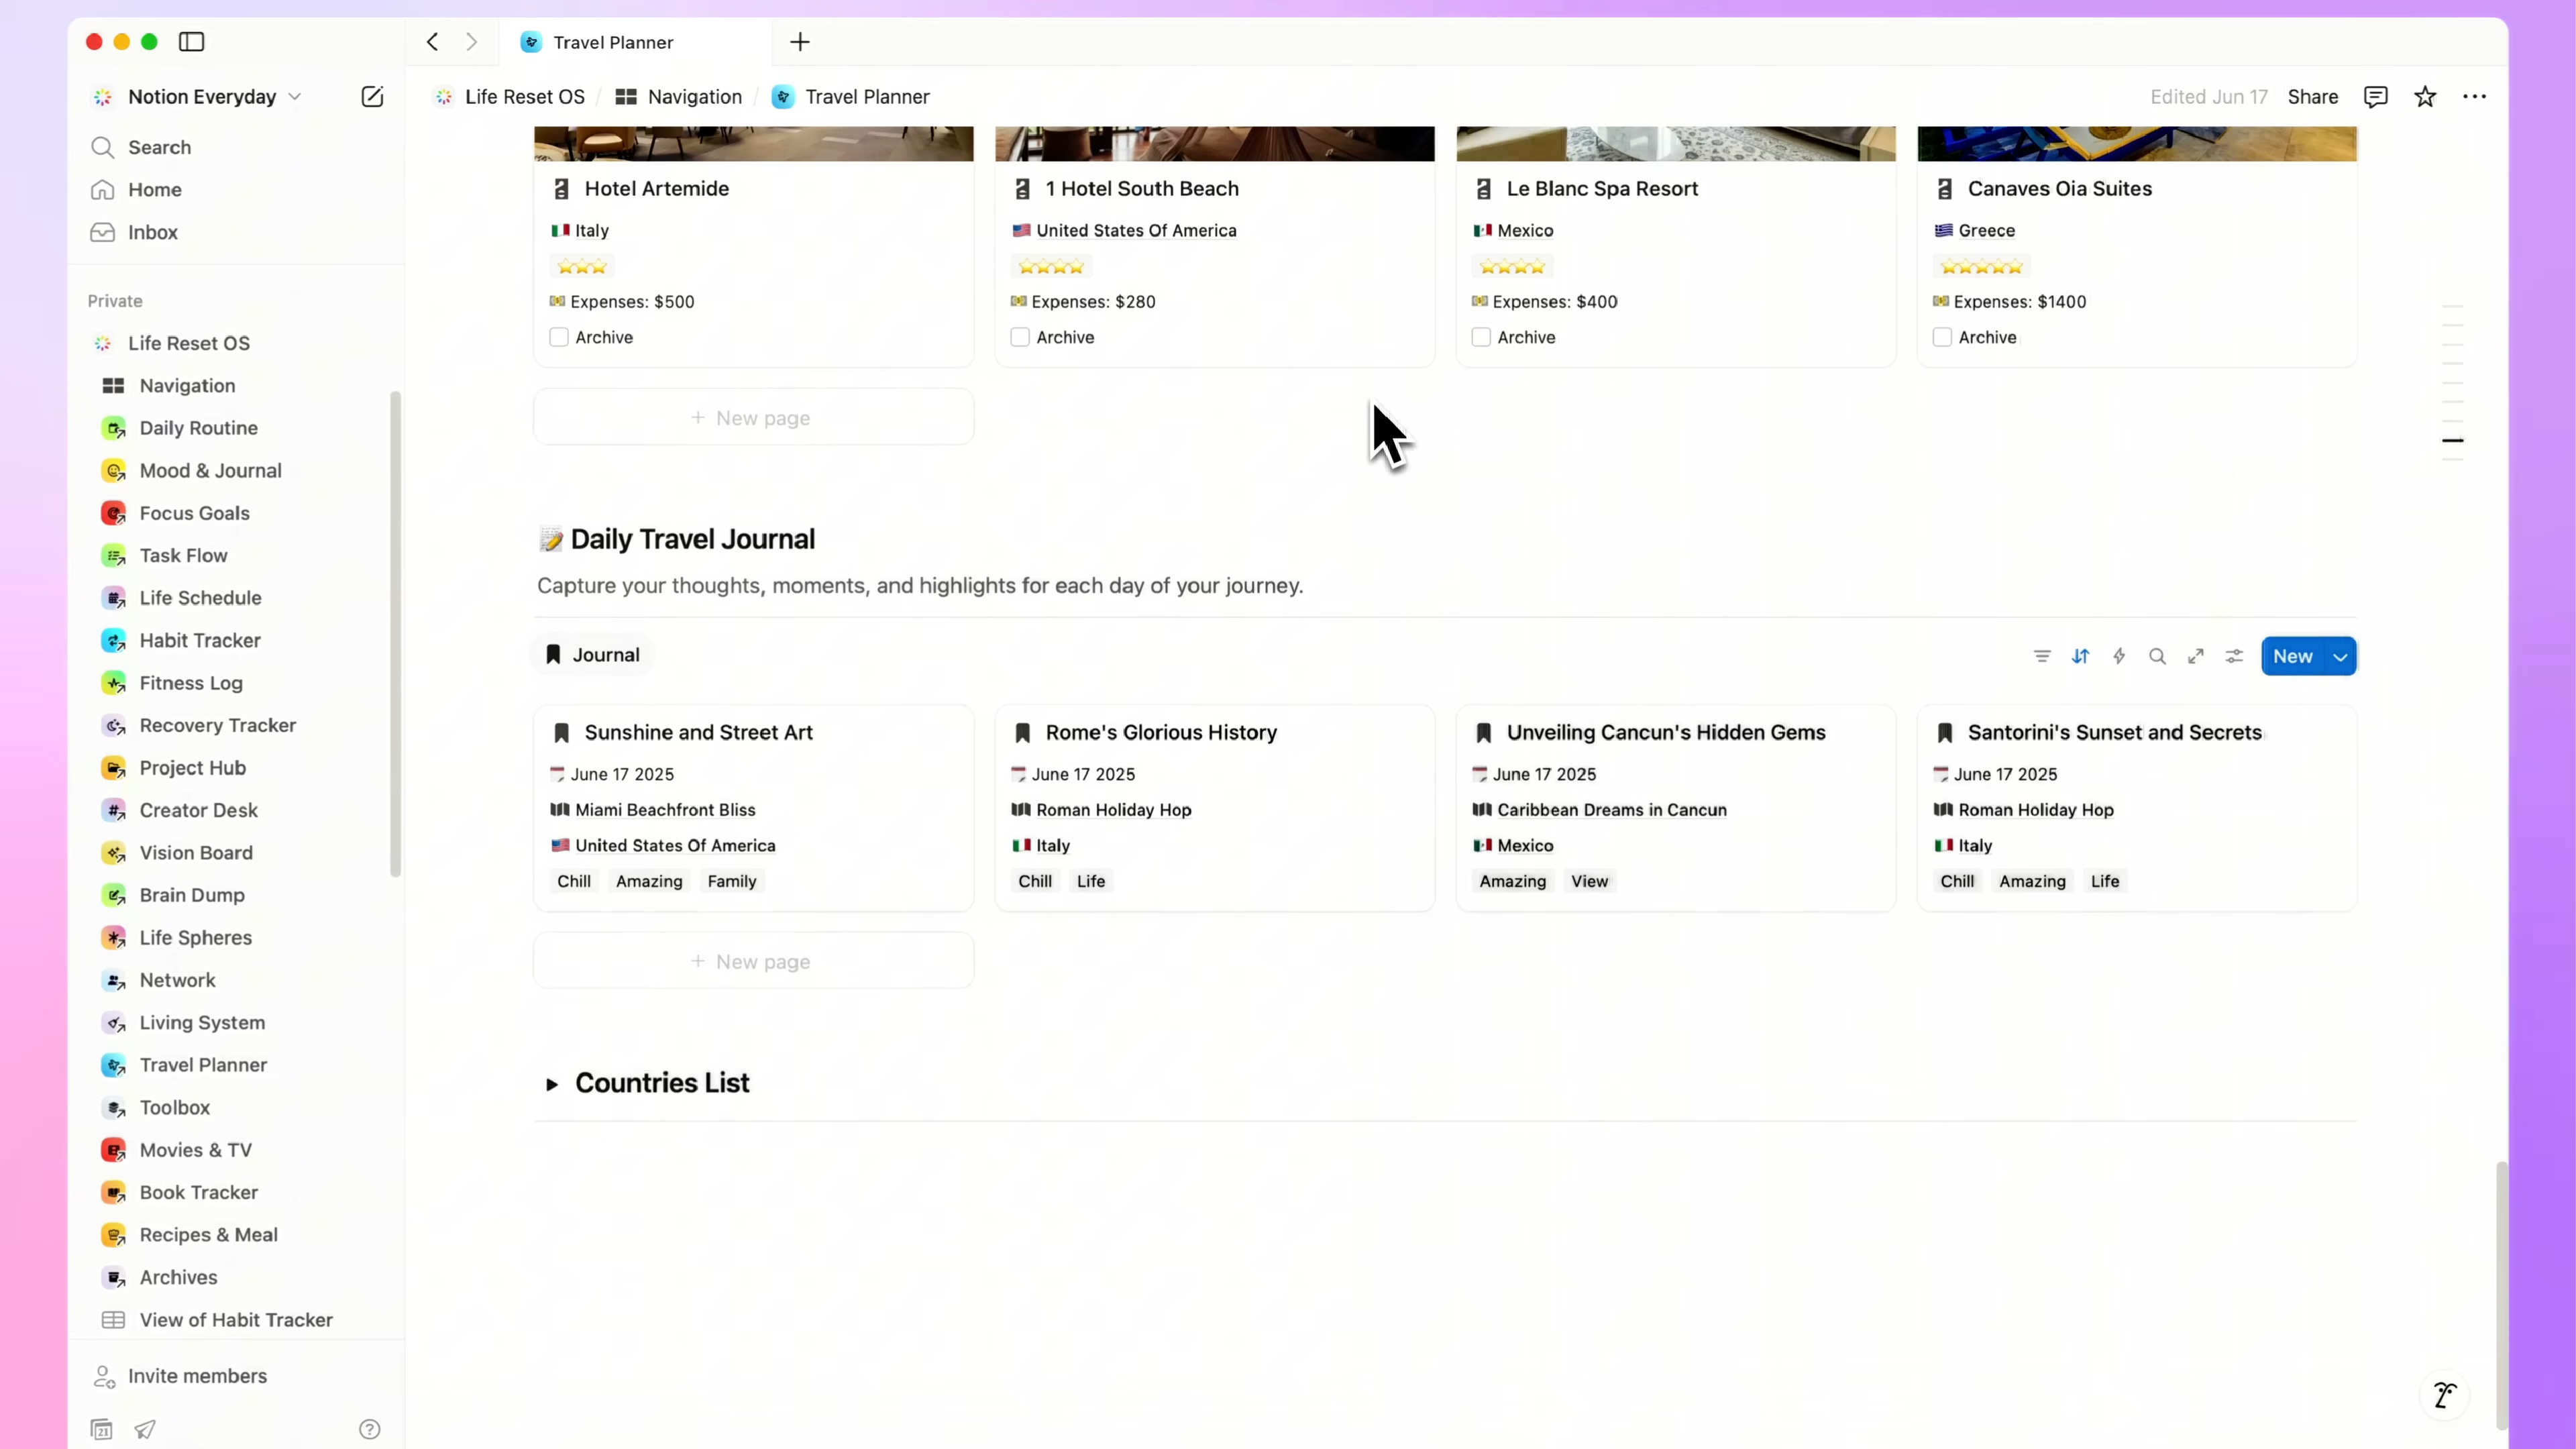 Travel Planner
Notion Everyday
Life Reset OS / Navigation / Travel Planner
Edited Jun 17
Share
Search
Home
Inbox
Private
Life Reset OS
Navigation
Daily Routine
Mood & Journal
Focus Goals
Task Flow
Life Schedule
Habit Tracker
Fitness Log
Recovery Tracker
Project Hub
Creator Desk
Vision Board
Brain Dump
Life Spheres
Network
Living System
Travel Planner
Toolbox
Movies & TV
Book Tracker
Recipes & Meal
Archives
View of Habit Tracker
Invite members
21
Hotel Artemide
Italy
⭐⭐⭐
Expenses: $500
Archive
1 Hotel South Beach
United States Of America
⭐⭐⭐⭐
Expenses: $280
Archive
Le Blanc Spa Resort
Mexico
⭐⭐⭐⭐
Expenses: $400
Archive
Canaves Oia Suites
Greece
⭐⭐⭐⭐⭐
Expenses: $1400
Archive
+ New page
Daily Travel Journal
Capture your thoughts, moments, and highlights for each day of your journey.
Journal
New
Sunshine and Street Art
June 17 2025
Miami Beachfront Bliss
United States Of America
Chill Amazing Family
Rome's Glorious History
June 17 2025
Roman Holiday Hop
Italy
Chill Life
Unveiling Cancun's Hidden Gems
June 17 2025
Caribbean Dreams in Cancun
Mexico
Amazing View
Santorini's Sunset and Secrets
June 17 2025
Roman Holiday Hop
Italy
Chill Amazing Life
+ New page
Countries List